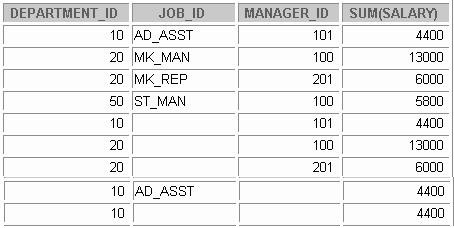 DEPARTMENT_ID JOB_ID MANAGER_ID SUM(SALARY)
10 AD_ASST 101 4400
20 MK_MAN 100 13000
20 MK_REP 201 6000
50 ST_MAN 100 5800
10 101 4400
20 100 13000
20 201 6000
10 AD_ASST 4400
10 4400